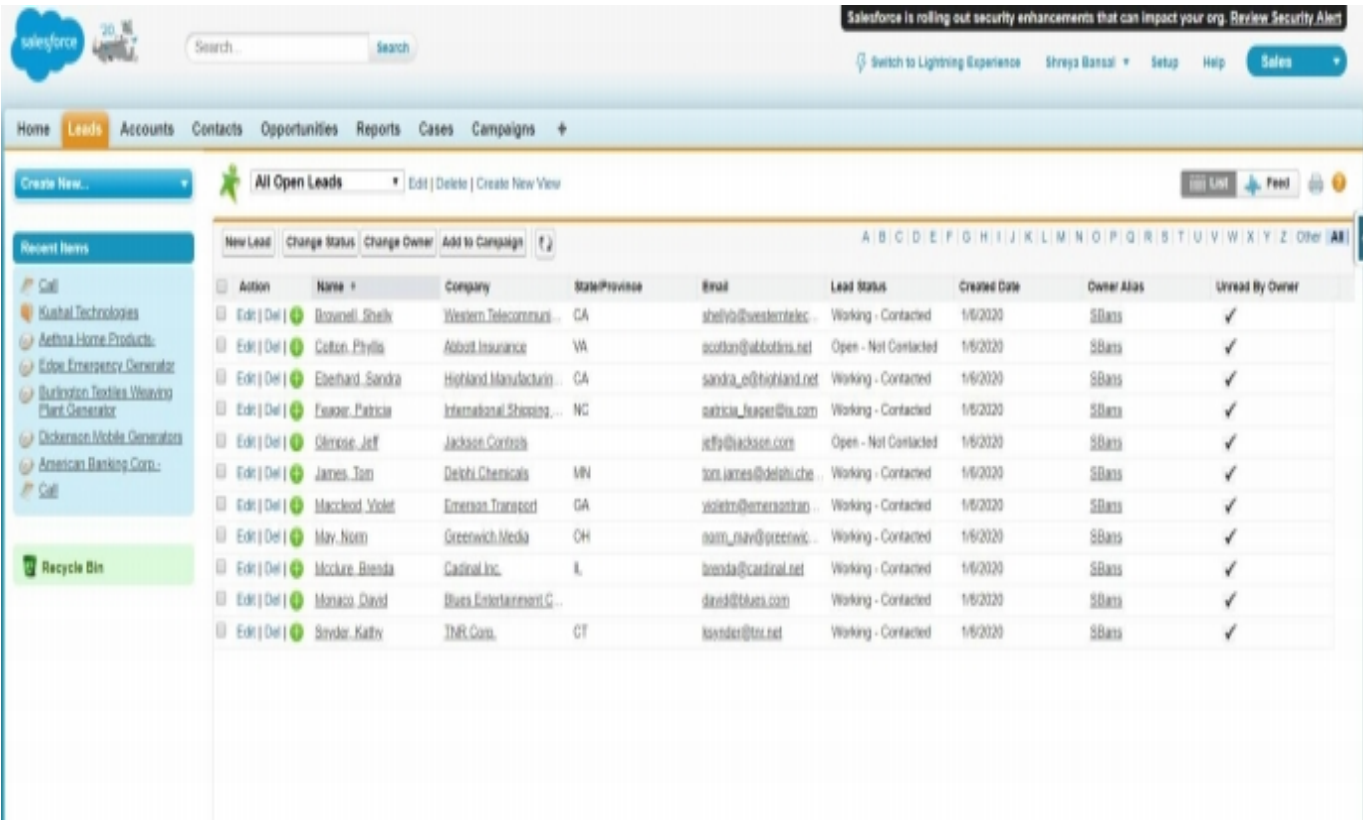 Salesforce is rolling out security enhancements that can impact your org. Review Security Alert
salesforce
'20
Search...
Search
Switch to Lightning Experience
Shreya Bansal
Setup
Help
Sales
Home Leads Accounts Contacts Opportunities Reports Cases Campaigns +
Create New...
All Open Leads
Edit | Delete | Create New View
List
Feed
Recent Items
Call
Kushal Technologies
Aethna Home Products-
Edge Emergency Generator
Burlington Textiles Weaving
Plant Generator
Dickenson Mobile Generators
American Banking Corp.-
Call
Recycle Bin
New Lead Change Status Change Owner Add to Campaign
A B C D E F G H I J K L M N O P Q R S T U V W X Y Z Other All
Action Name Company State/Province Email Lead Status Created Date Owner Alias Unread By Owner
Edit | Del | Brownell, Shelly Western Telecommuni... CA shellyb@westerntelec... Working - Contacted 1/6/2020 SBans ✓
Edit | Del | Cotton, Phyllis Abbott Insurance VA pcotton@abbottins.net Open - Not Contacted 1/6/2020 SBans ✓
Edit | Del | Eberhard, Sandra Highland Manufacturin... CA sandra_e@highland.net Working - Contacted 1/6/2020 SBans ✓
Edit | Del | Feager, Patricia International Shipping ... NC patricia_feager@is.com Working - Contacted 1/6/2020 SBans ✓
Edit | Del | Glimpse, Jeff Jackson Controls jeffg@jackson.com Open - Not Contacted 1/6/2020 SBans ✓
Edit | Del | James, Tom Delphi Chemicals MN tom.james@delphi.che... Working - Contacted 1/6/2020 SBans ✓
Edit | Del | Maccleod, Violet Emerson Transport GA violetm@emersontran... Working - Contacted 1/6/2020 SBans ✓
Edit | Del | May, Norm Greenwich Media OH norm_may@greenwic... Working - Contacted 1/6/2020 SBans ✓
Edit | Del | Mcclure, Brenda Cadinal Inc. IL brenda@cardinal.net Working - Contacted 1/6/2020 SBans ✓
Edit | Del | Monaco, David Blues Entertainment C... david@blues.com Working - Contacted 1/6/2020 SBans ✓
Edit | Del | Snyder, Kathy TNR Corp. CT ksynder@tnr.net Working - Contacted 1/6/2020 SBans ✓